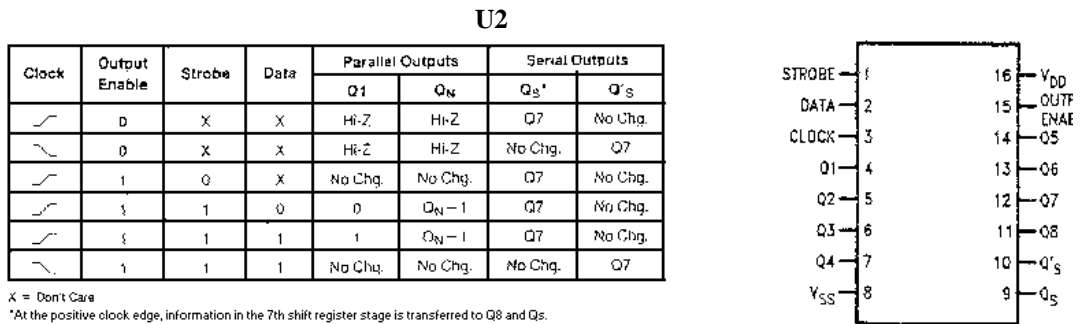 U2
Clock Output Enable Strobe Data Parallel Outputs Serial Outputs
Q1 QN QS* Q'S
0 X X Hi-Z Hi-Z Q7 No Chg.
0 X X Hi-Z Hi-Z No Chg. Q7
1 0 X No Chg. No Chg. Q7 No Chg.
1 1 0 0 QN−1 Q7 No Chg.
1 1 1 1 QN−1 Q7 No Chg.
1 1 1 No Chg. No Chg. No Chg. Q7
X = Don't Care
*At the positive clock edge, information in the 7th shift register stage is transferred to Q8 and Qs.
STROBE 1 16 VDD
DATA 2 15 OUTP ENAB
CLOCK 3 14 Q5
Q1 4 13 Q6
Q2 5 12 Q7
Q3 6 11 Q8
Q4 7 10 Q'S
VSS 8 9 QS